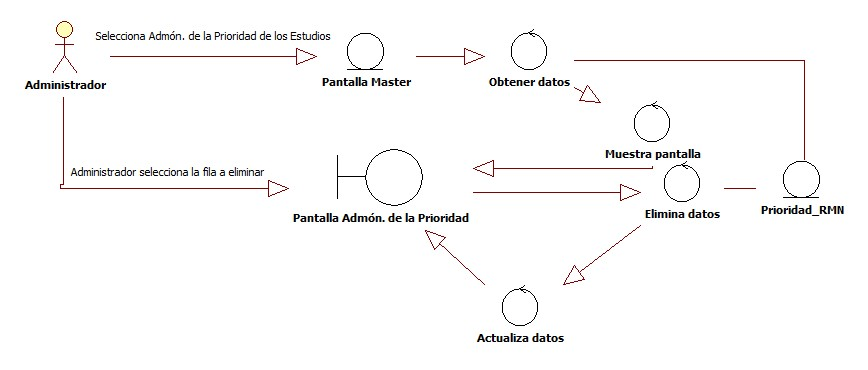 Selecciona Admón. de la Prioridad de los Estudios
Administrador
Pantalla Master
Obtener datos
Muestra pantalla
Administrador selecciona la fila a eliminar
Pantalla Admón. de la Prioridad
Elimina datos
Prioridad_RMN
Actualiza datos